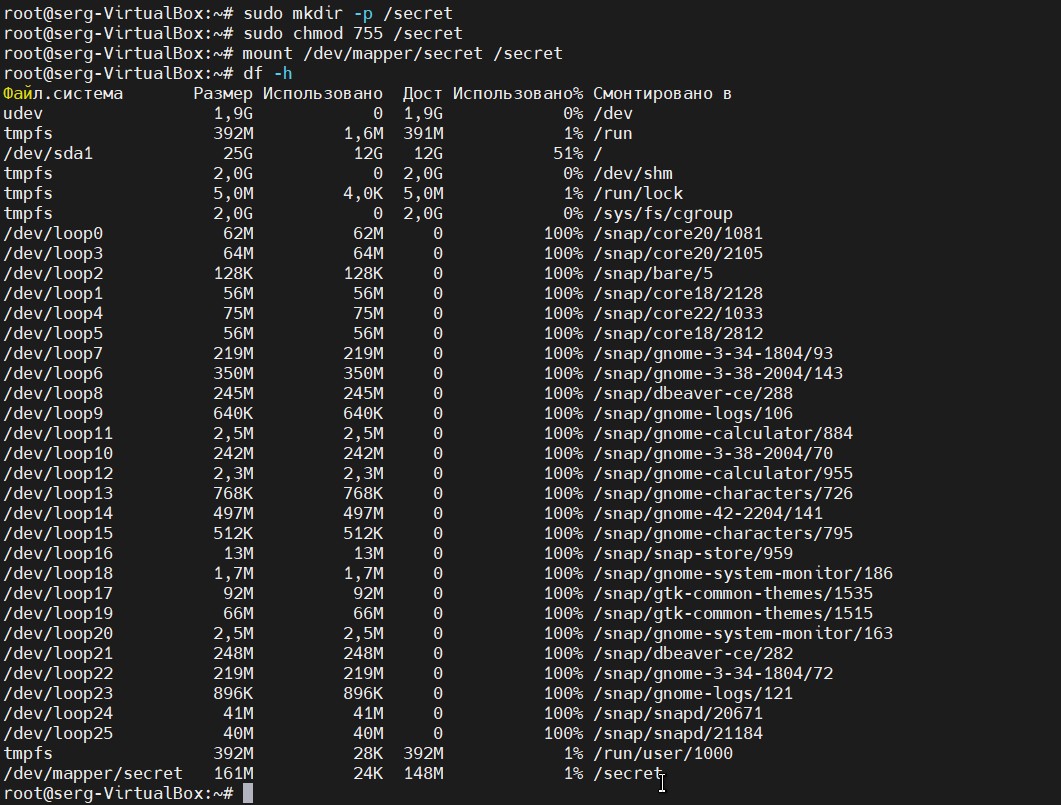 root@serg-VirtualBox:~# sudo mkdir -p /secret
root@serg-VirtualBox:~# sudo chmod 755 /secret
root@serg-VirtualBox:~# mount /dev/mapper/secret /secret
root@serg-VirtualBox:~# df -h
Файл.система Размер Использовано Дост Использовано% Смонтировано в
udev 1,9G 0 1,9G 0% /dev
tmpfs 392M 1,6M 391M 1% /run
/dev/sda1 25G 12G 12G 51% /
tmpfs 2,0G 0 2,0G 0% /dev/shm
tmpfs 5,0M 4,0K 5,0M 1% /run/lock
tmpfs 2,0G 0 2,0G 0% /sys/fs/cgroup
/dev/loop0 62M 62M 0 100% /snap/core20/1081
/dev/loop3 64M 64M 0 100% /snap/core20/2105
/dev/loop2 128K 128K 0 100% /snap/bare/5
/dev/loop1 56M 56M 0 100% /snap/core18/2128
/dev/loop4 75M 75M 0 100% /snap/core22/1033
/dev/loop5 56M 56M 0 100% /snap/core18/2812
/dev/loop7 219M 219M 0 100% /snap/gnome-3-34-1804/93
/dev/loop6 350M 350M 0 100% /snap/gnome-3-38-2004/143
/dev/loop8 245M 245M 0 100% /snap/dbeaver-ce/288
/dev/loop9 640K 640K 0 100% /snap/gnome-logs/106
/dev/loop11 2,5M 2,5M 0 100% /snap/gnome-calculator/884
/dev/loop10 242M 242M 0 100% /snap/gnome-3-38-2004/70
/dev/loop12 2,3M 2,3M 0 100% /snap/gnome-calculator/955
/dev/loop13 768K 768K 0 100% /snap/gnome-characters/726
/dev/loop14 497M 497M 0 100% /snap/gnome-42-2204/141
/dev/loop15 512K 512K 0 100% /snap/gnome-characters/795
/dev/loop16 13M 13M 0 100% /snap/snap-store/959
/dev/loop18 1,7M 1,7M 0 100% /snap/gnome-system-monitor/186
/dev/loop17 92M 92M 0 100% /snap/gtk-common-themes/1535
/dev/loop19 66M 66M 0 100% /snap/gtk-common-themes/1515
/dev/loop20 2,5M 2,5M 0 100% /snap/gnome-system-monitor/163
/dev/loop21 248M 248M 0 100% /snap/dbeaver-ce/282
/dev/loop22 219M 219M 0 100% /snap/gnome-3-34-1804/72
/dev/loop23 896K 896K 0 100% /snap/gnome-logs/121
/dev/loop24 41M 41M 0 100% /snap/snapd/20671
/dev/loop25 40M 40M 0 100% /snap/snapd/21184
tmpfs 392M 28K 392M 1% /run/user/1000
/dev/mapper/secret 161M 24K 148M 1% /secret
root@serg-VirtualBox:~#